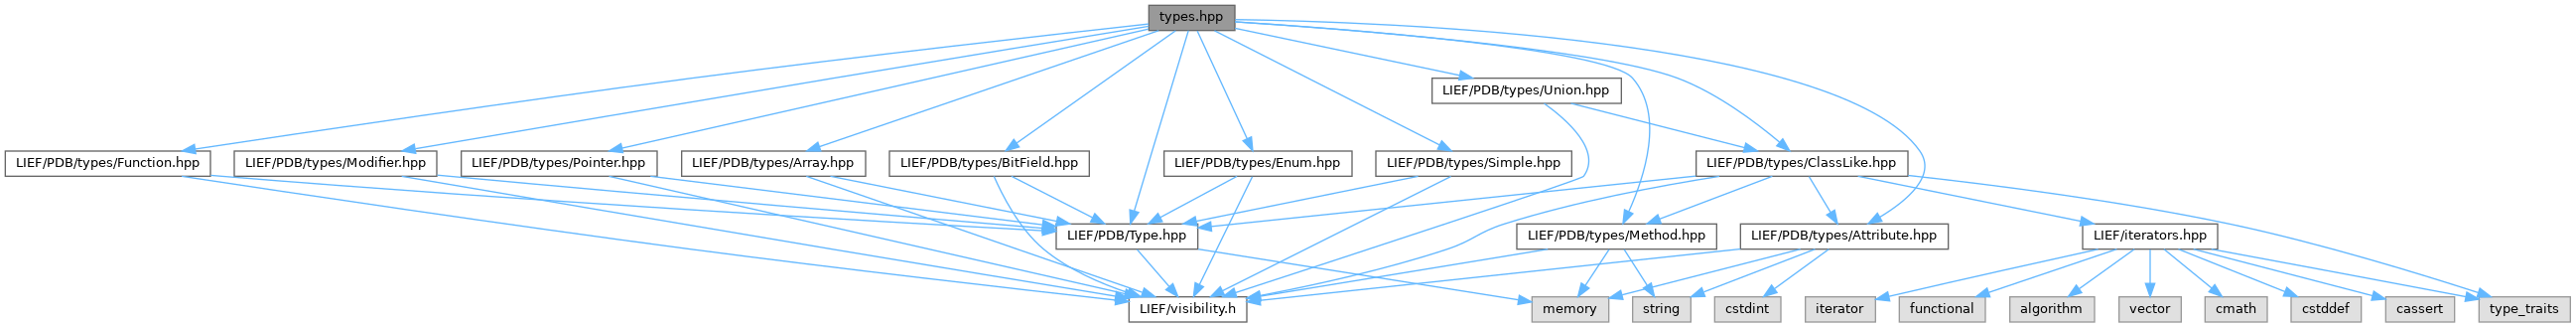 types.hpp
LIEF/PDB/types/Union.hpp
LIEF/PDB/types/Function.hpp
LIEF/PDB/types/Modifier.hpp
LIEF/PDB/types/Pointer.hpp
LIEF/PDB/types/Array.hpp
LIEF/PDB/types/BitField.hpp
LIEF/PDB/types/Enum.hpp
LIEF/PDB/types/Simple.hpp
LIEF/PDB/types/ClassLike.hpp
LIEF/PDB/Type.hpp
LIEF/PDB/types/Method.hpp
LIEF/PDB/types/Attribute.hpp
LIEF/iterators.hpp
LIEF/visibility.h
memory
string
cstdint
iterator
functional
algorithm
vector
cmath
cstddef
cassert
type_traits